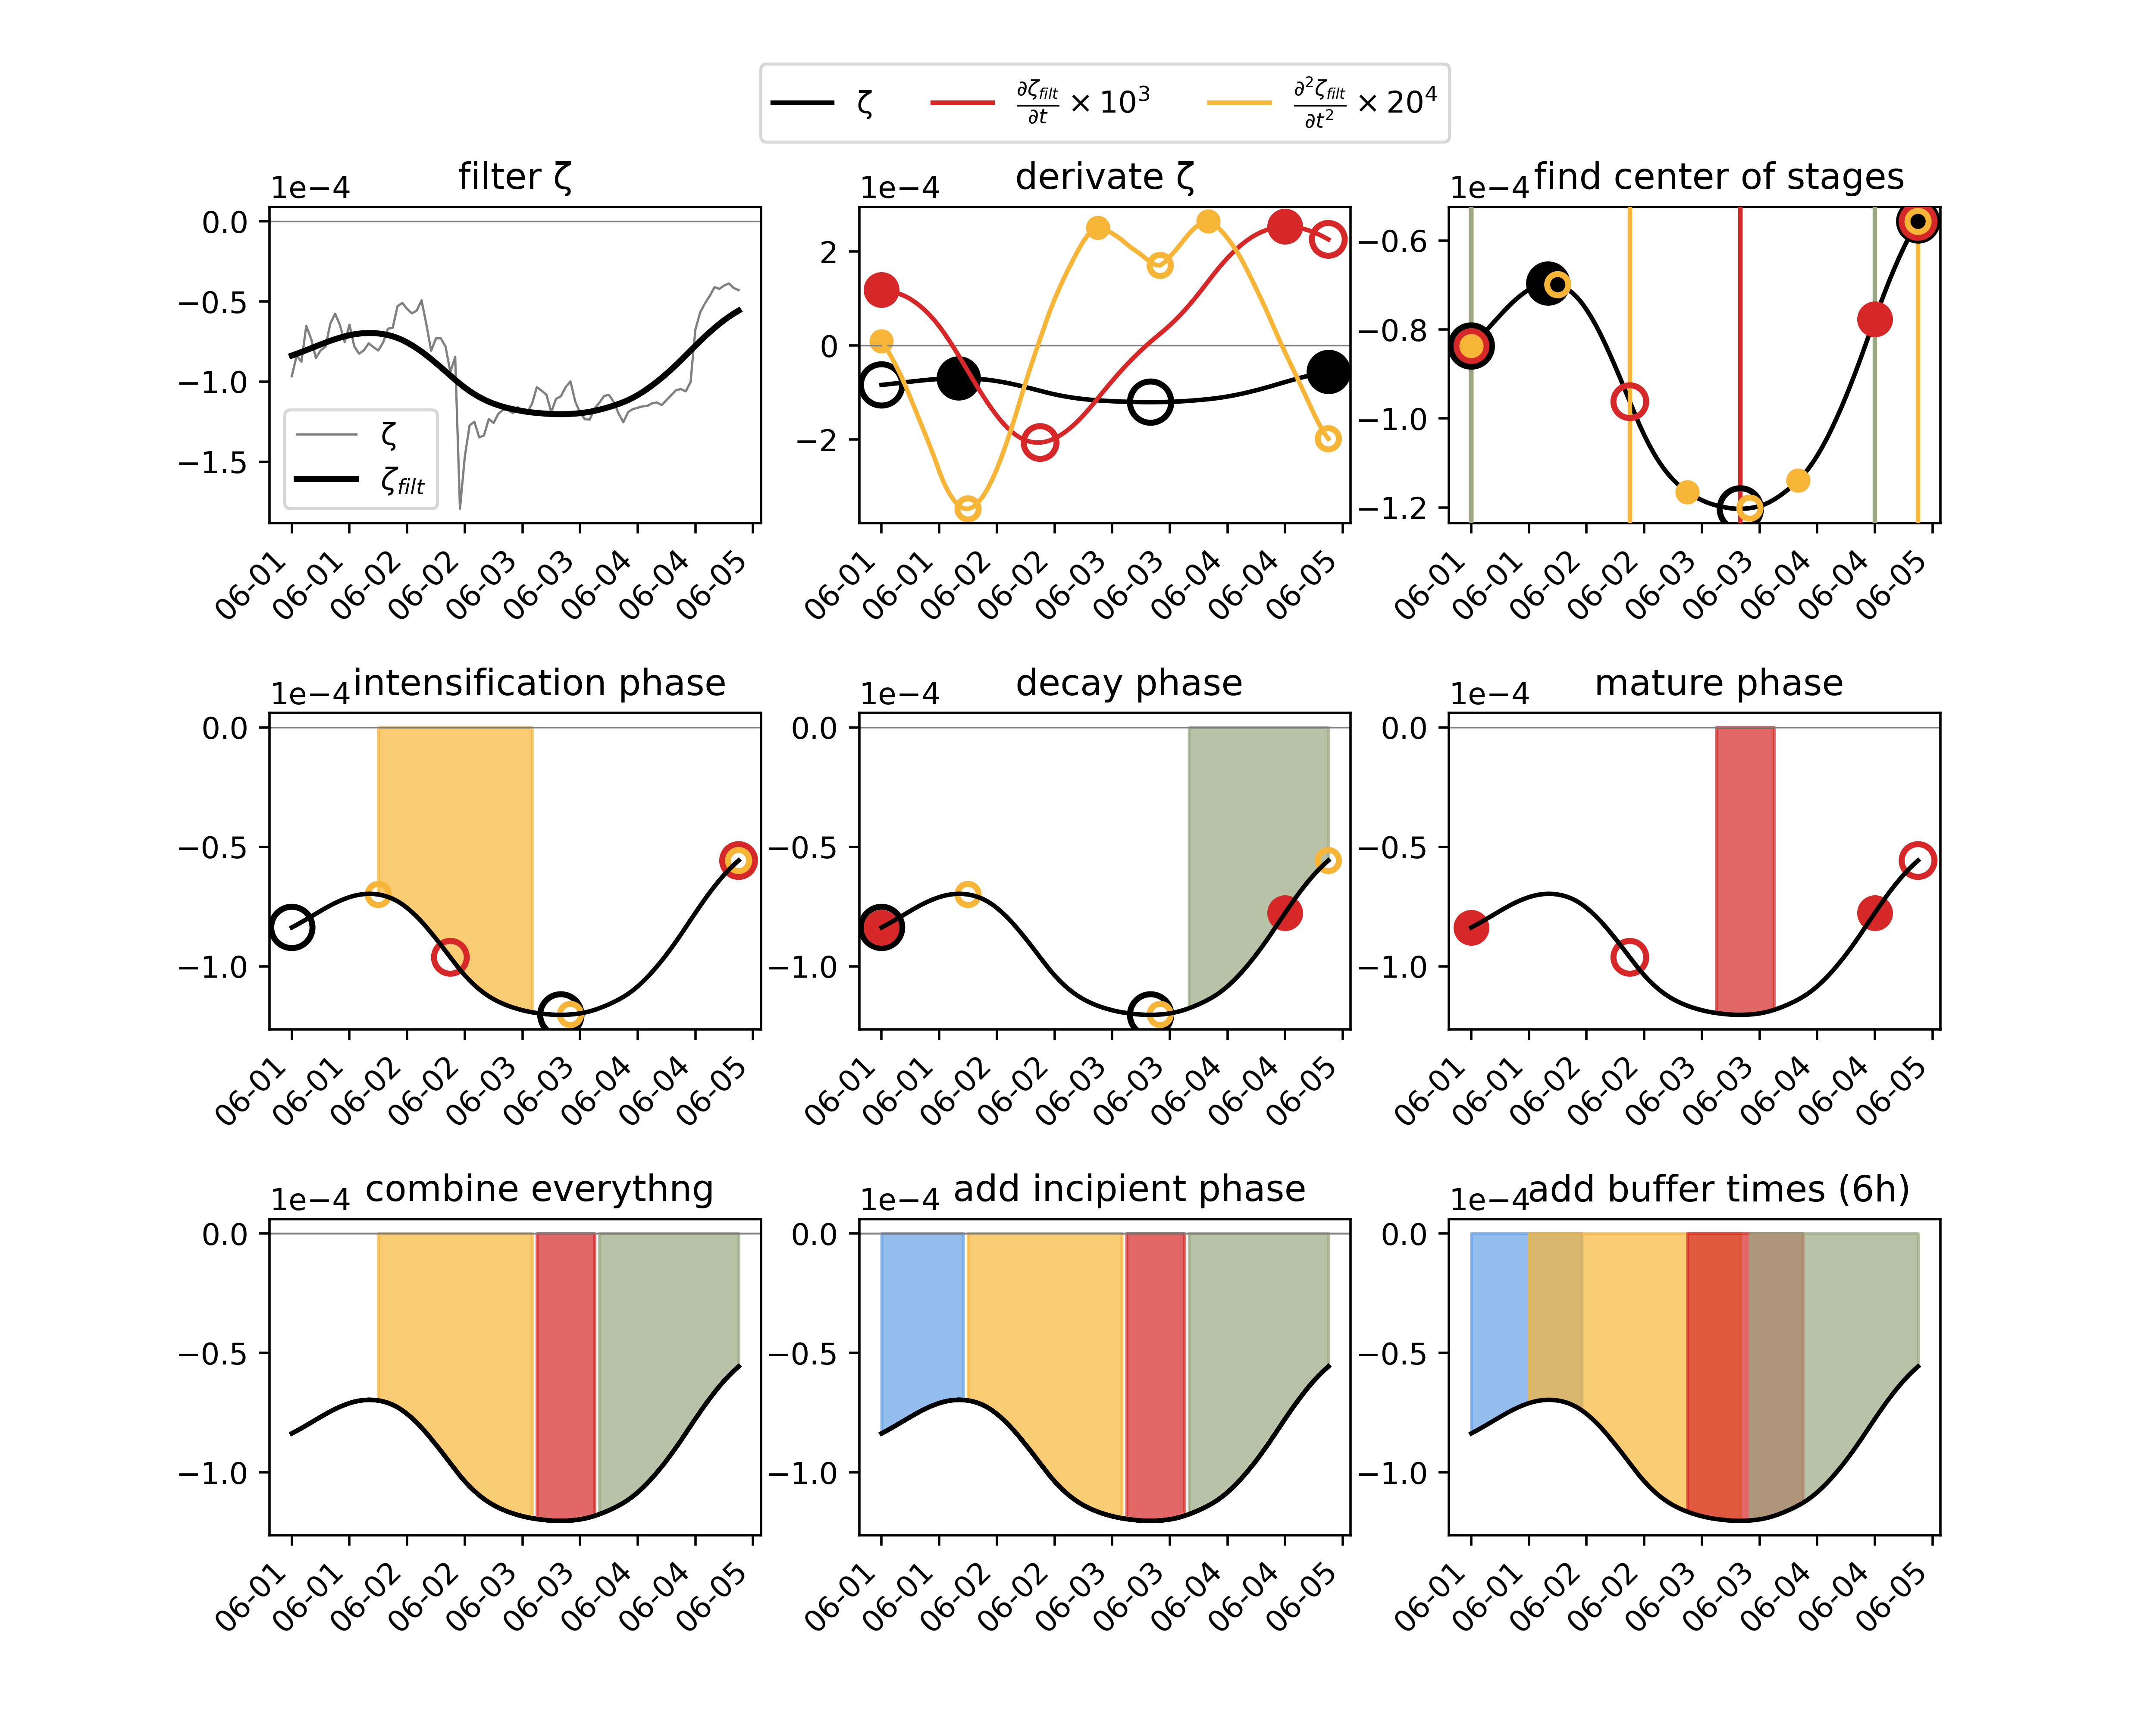 ζ ∂ζ_filt/∂t × 10³ ∂²ζ_filt/∂t² × 20⁴
filter ζ
1e−4
0.0
−0.5
−1.0
−1.5
ζ
ζ_filt
06-01 06-01 06-02 06-02 06-03 06-03 06-04 06-04 06-05
derivate ζ
1e−4
2
0
−2
06-01 06-01 06-02 06-02 06-03 06-03 06-04 06-04 06-05
find center of stages
1e−4
−0.6
−0.8
−1.0
−1.2
06-01 06-01 06-02 06-02 06-03 06-03 06-04 06-04 06-05
intensification phase
1e−4
0.0
−0.5
−1.0
06-01 06-01 06-02 06-02 06-03 06-03 06-04 06-04 06-05
decay phase
1e−4
0.0
−0.5
−1.0
06-01 06-01 06-02 06-02 06-03 06-03 06-04 06-04 06-05
mature phase
1e−4
0.0
−0.5
−1.0
06-01 06-01 06-02 06-02 06-03 06-03 06-04 06-04 06-05
combine everythng
1e−4
0.0
−0.5
−1.0
06-01 06-01 06-02 06-02 06-03 06-03 06-04 06-04 06-05
add incipient phase
1e−4
0.0
−0.5
−1.0
06-01 06-01 06-02 06-02 06-03 06-03 06-04 06-04 06-05
add buffer times (6h)
1e−4
0.0
−0.5
−1.0
06-01 06-01 06-02 06-02 06-03 06-03 06-04 06-04 06-05